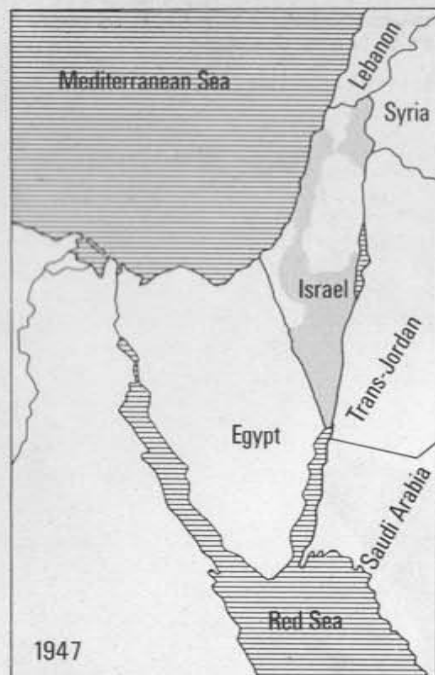 Mediterranean Sea
Lebanon
Syria
Israel
Trans-Jordan
Egypt
Saudi Arabia
Red Sea
1947